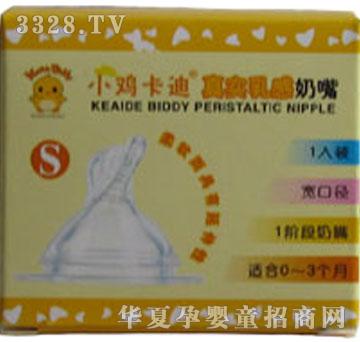 3328.TV
小鸡卡迪® 真实乳感奶嘴
KEAIDE BIDDY PERISTALTIC NIPPLE
S
1入装
宽口径
1阶段奶嘴
适合0～3个月
华夏孕婴童招商网